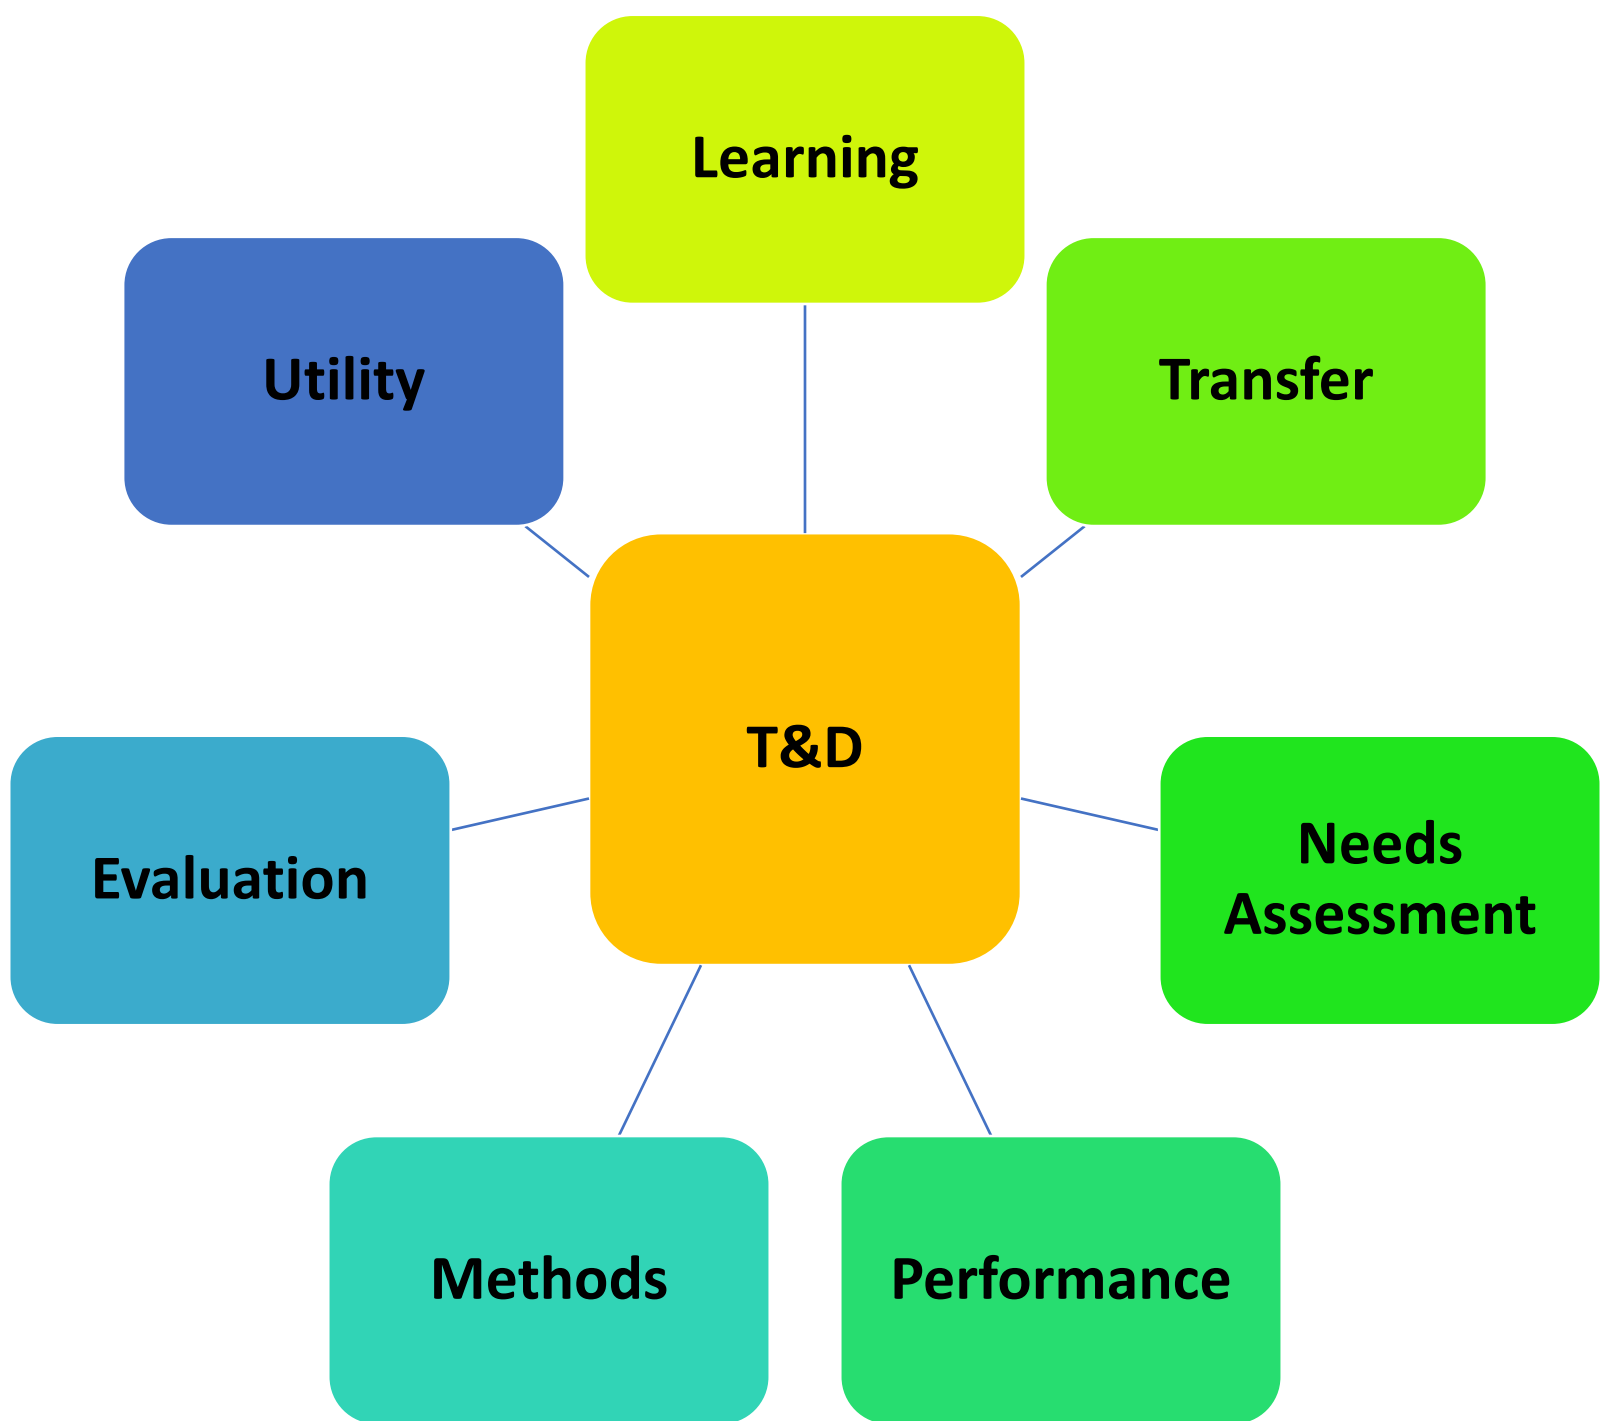 Learning
Utility
Transfer
T&D
Needs
Assessment
Evaluation
Methods
Performance